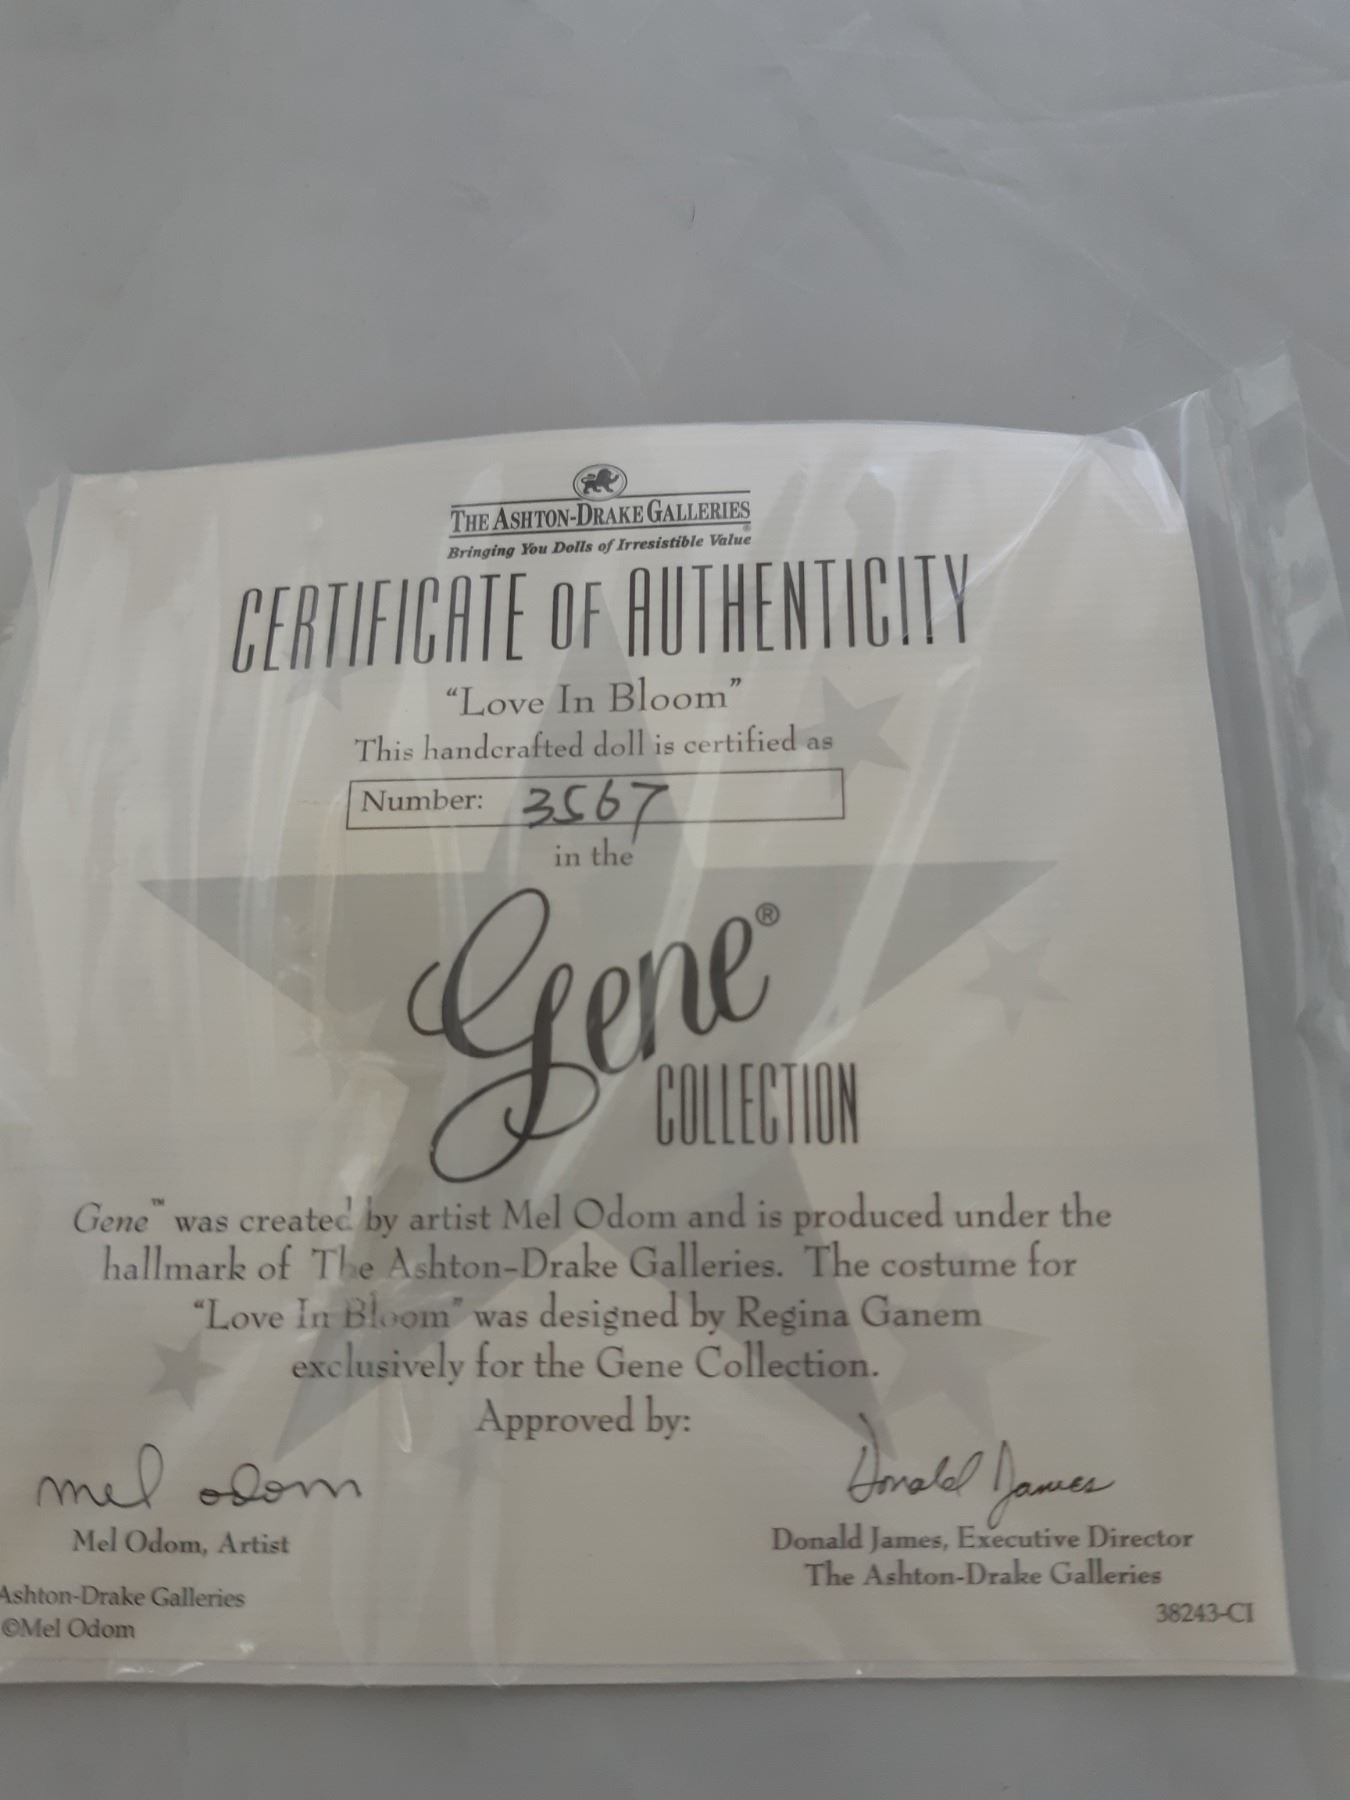 THE ASHTON-DRAKE GALLERIES®
Bringing You Dolls of Irresistible Value
CERTIFICATE OF AUTHENTICITY
“Love In Bloom”
This handcrafted doll is certified as
Number: 3567
in the
Gene®
COLLECTION
Gene™ was created by artist Mel Odom and is produced under the
hallmark of The Ashton-Drake Galleries. The costume for
“Love In Bloom” was designed by Regina Ganem
exclusively for the Gene Collection.
Approved by:
mel odom
Donald James
Mel Odom, Artist
Donald James, Executive Director
The Ashton-Drake Galleries
Ashton-Drake Galleries
©Mel Odom
38243-CI